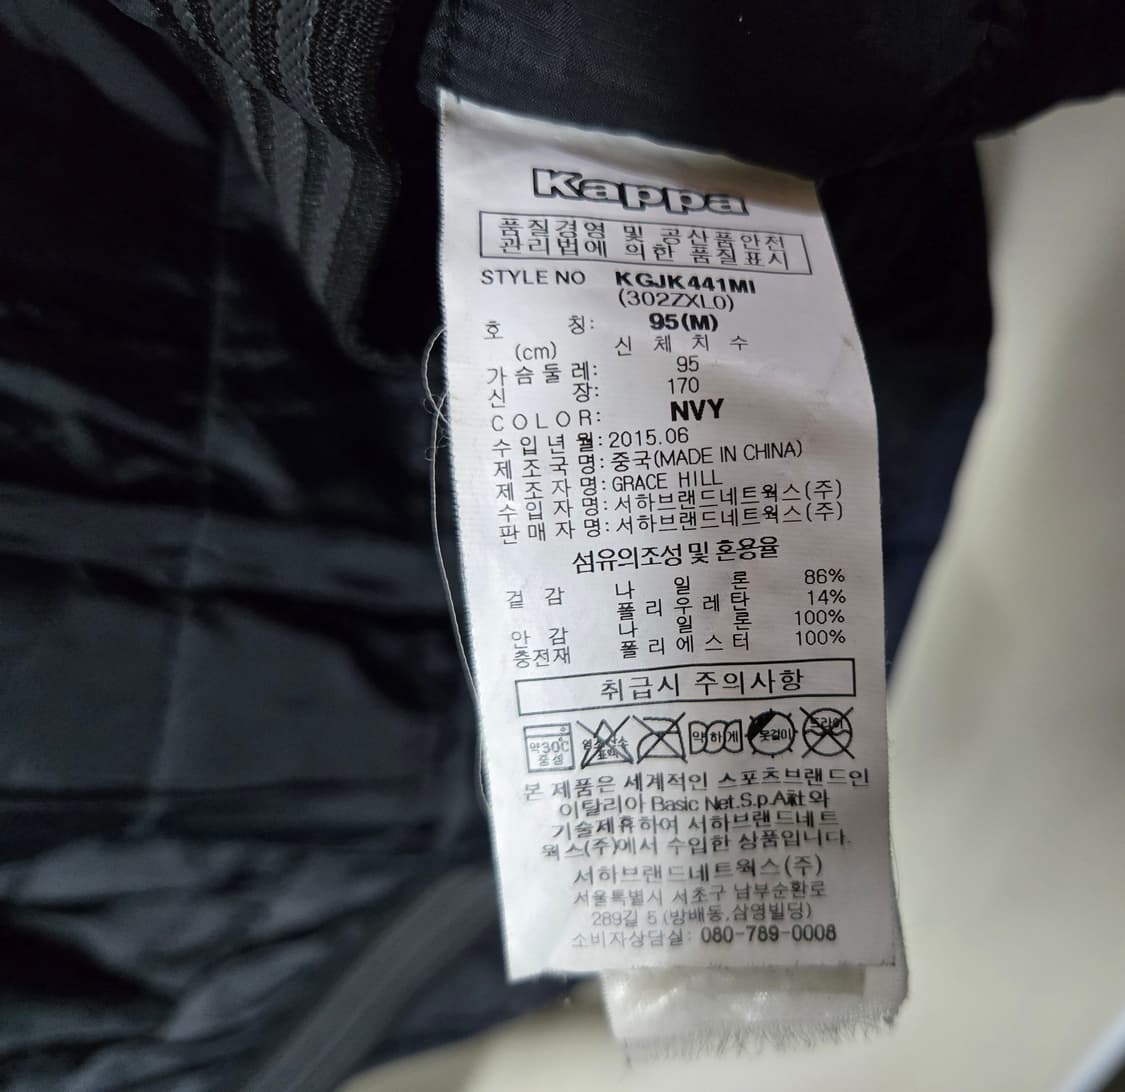 Kappa
품질경영 및 공산품안전
관리법에 의한 품질표시
STYLE NO KGJK441MI
(302ZXL0)
호 칭: 95(M)
(cm) 신 체 치 수
가슴둘레: 95
신 장: 170
COLOR: NVY
수입년월: 2015.06
제조국명: 중국(MADE IN CHINA)
제조자명: GRACE HILL
수입자명: 서하브랜드네트웍스(주)
판매자명: 서하브랜드네트웍스(주)
섬유의조성 및 혼용율
겉 감 나 일 론 86%
폴리우레탄 14%
안 감 나 일 론 100%
충전재 폴리에스터 100%
취급시 주의사항
약30℃ 중성 염소산소 표백 약하게 옷걸이 드라이
본 제품은 세계적인 스포츠브랜드인
이탈리아 Basic Net.S.p.A와
기술제휴하여 서하브랜드네트
웍스(주)에서 수입한 상품입니다.
서하브랜드네트웍스(주)
서울특별시 서초구 남부순환로
289길 5 (방배동,삼영빌딩)
소비자상담실: 080-789-0008